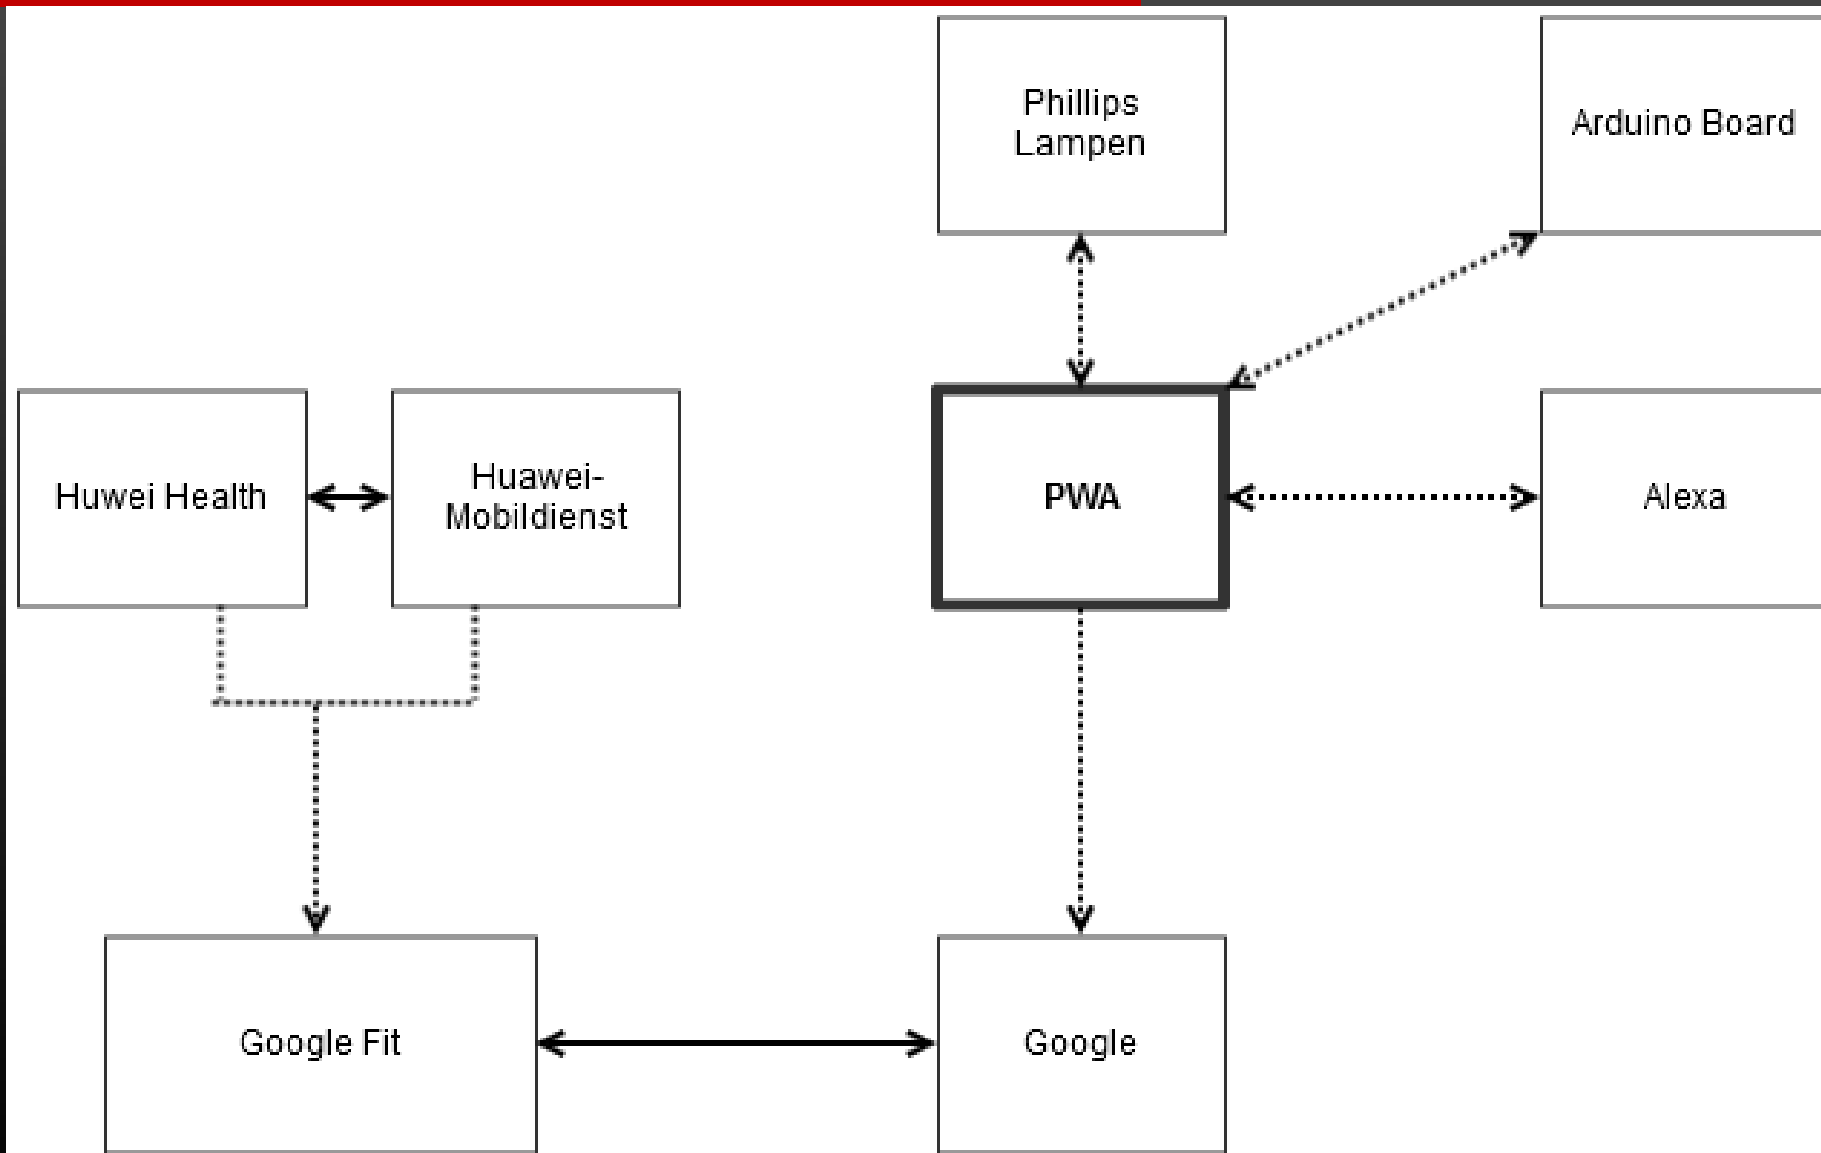 Phillips
Lampen
Arduino Board
Huwei Health
Huawei-
Mobildienst
PWA
Alexa
Google Fit
Google